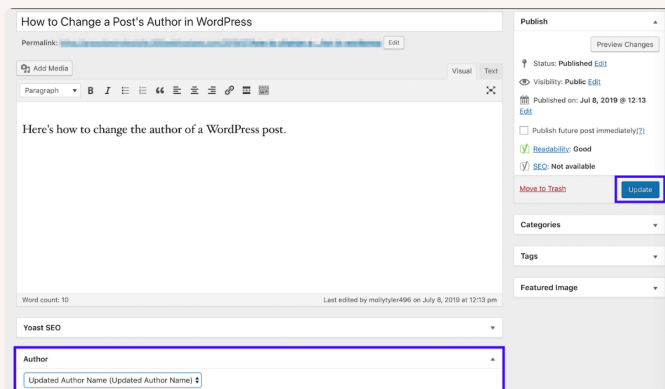 How to Change a Post's Author in WordPress
Permalink:
Edit
Add Media
Visual Text
Paragraph
B I
Here's how to change the author of a WordPress post.
Word count: 10
Last edited by mollytyler496 on July 8, 2019 at 12:13 pm
Yoast SEO
Author
Updated Author Name (Updated Author Name)
Publish
Preview Changes
Status: Published Edit
Visibility: Public Edit
Published on: Jul 8, 2019 @ 12:13
Edit
Publish future post immediately(?)
Readability: Good
SEO: Not available
Move to Trash
Update
Categories
Tags
Featured Image